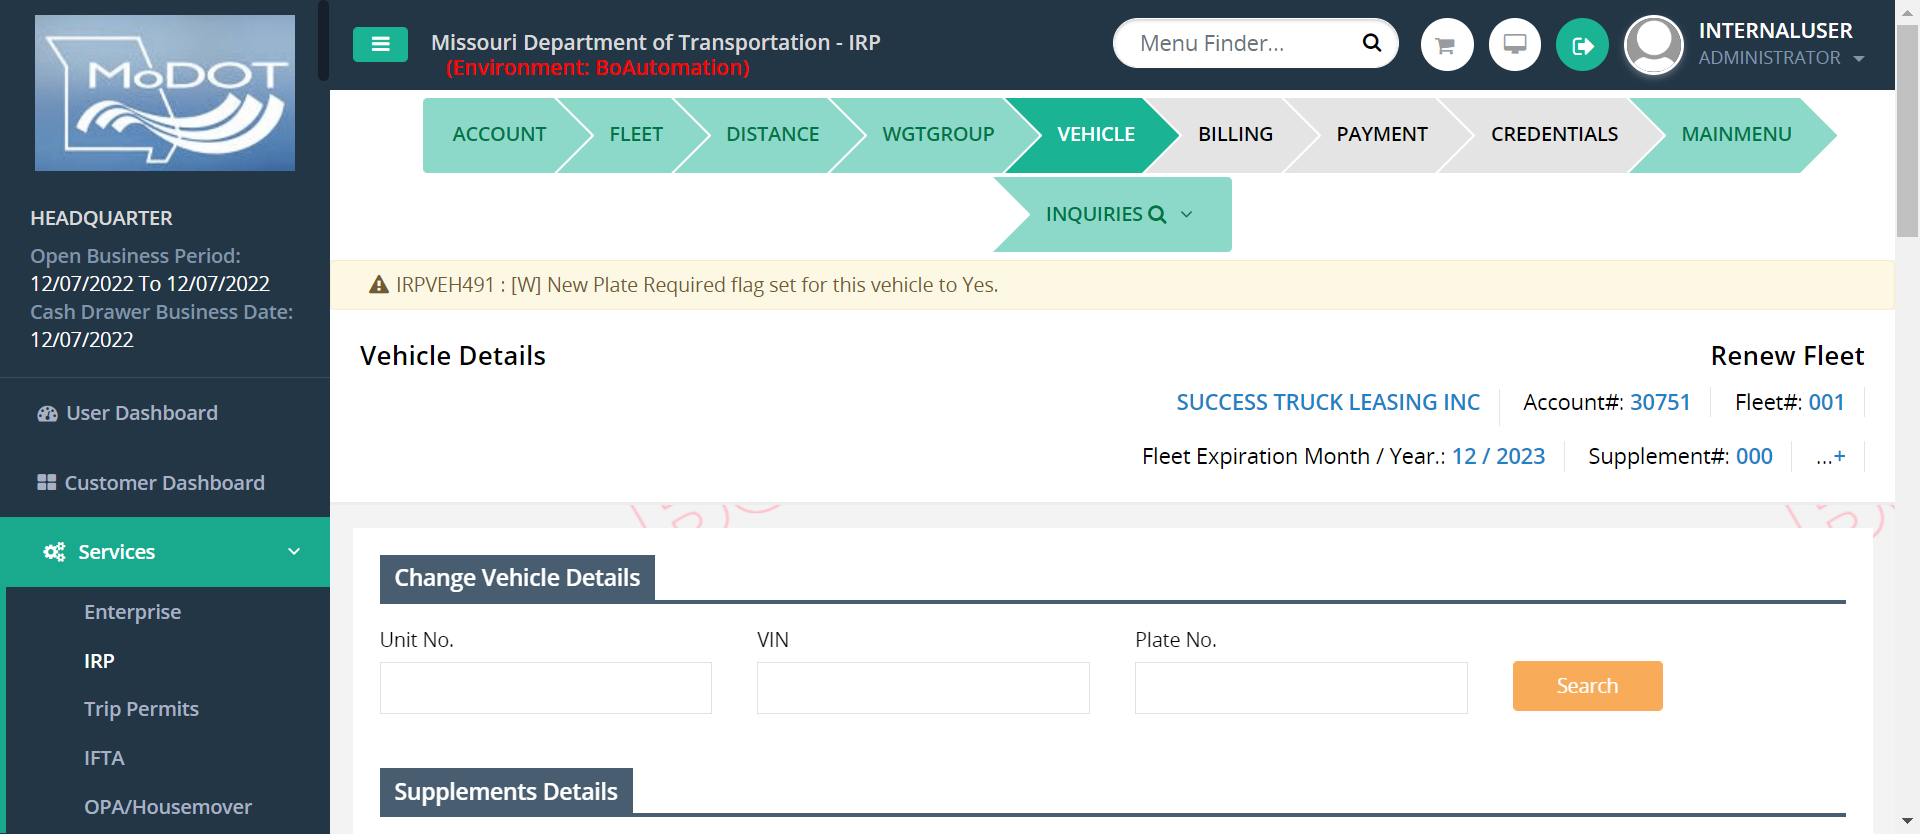 MoDOT
HEADQUARTER
Open Business Period:
12/07/2022 To 12/07/2022
Cash Drawer Business Date:
12/07/2022
User Dashboard
Customer Dashboard
Services
Enterprise
IRP
Trip Permits
IFTA
OPA/Housemover
Missouri Department of Transportation - IRP
(Environment: BoAutomation)
Menu Finder...
INTERNALUSER
ADMINISTRATOR
ACCOUNT FLEET DISTANCE WGTGROUP VEHICLE BILLING PAYMENT CREDENTIALS MAINMENU
INQUIRIES
IRPVEH491 : [W] New Plate Required flag set for this vehicle to Yes.
Vehicle Details
Renew Fleet
SUCCESS TRUCK LEASING INC Account#: 30751 Fleet#: 001
Fleet Expiration Month / Year.: 12 / 2023 Supplement#: 000 ...+
Change Vehicle Details
Unit No. VIN Plate No.
Search
Supplements Details